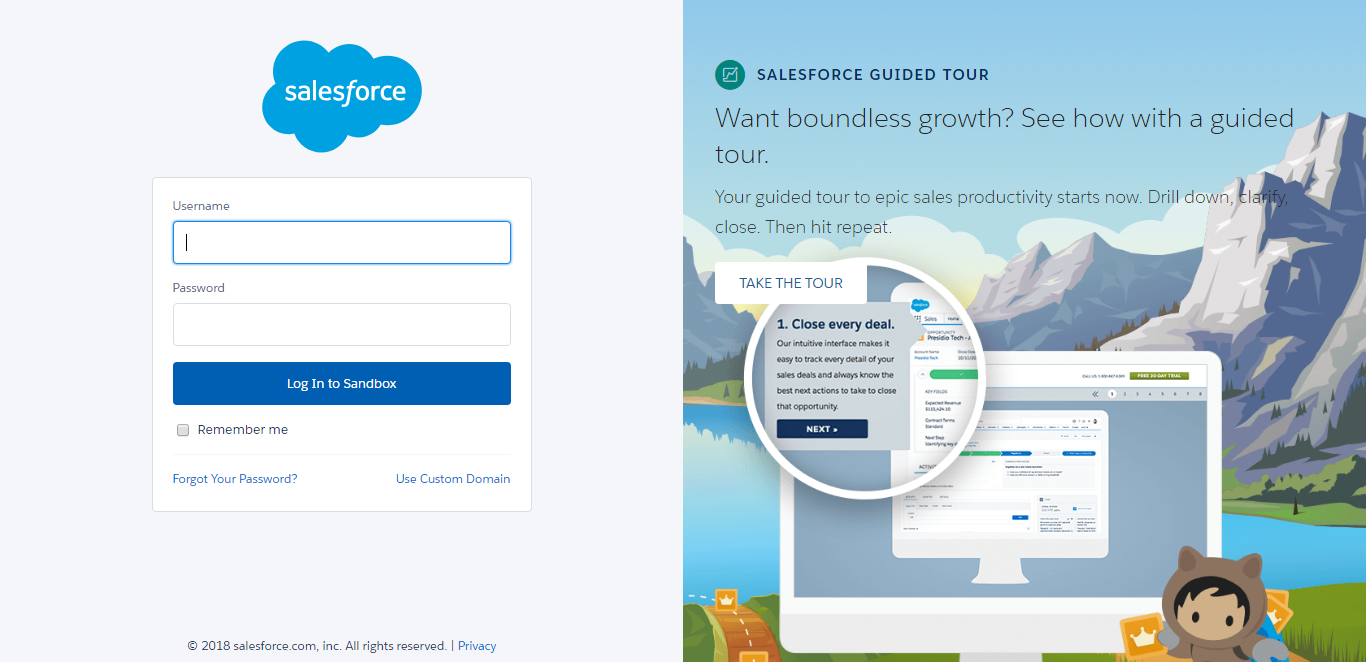 salesforce
Username
Password
Log In to Sandbox
Remember me
Forgot Your Password?
Use Custom Domain
© 2018 salesforce.com, inc. All rights reserved. | Privacy
SALESFORCE GUIDED TOUR
Want boundless growth? See how with a guided
tour.
Your guided tour to epic sales productivity starts now. Drill down, clarify,
close. Then hit repeat.
TAKE THE TOUR
1. Close every deal.
Our intuitive interface makes it
easy to track every detail of your
sales deals and always know the
best next actions to take to close
that opportunity.
NEXT »
Sales
Home
OPPORTUNITY
Presidio Tech -
Account Name
Presidio Tech
KEY FIELDS
Expected Revenue
Contract Terms
Standard
Next Step
ACTIVI
FREE 30-DAY TRIAL
1 2 3 4 5 6 7 8